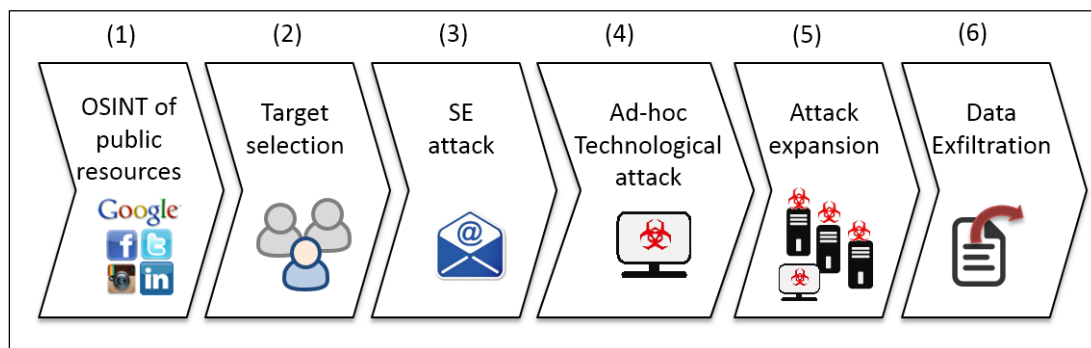 (1)
(2)
(3)
(4)
(5)
(6)
OSINT of
public
resources
Google
f
t
in
Target
selection
SE
attack
@
Ad-hoc
Technological
attack
Attack
expansion
Data
Exfiltration